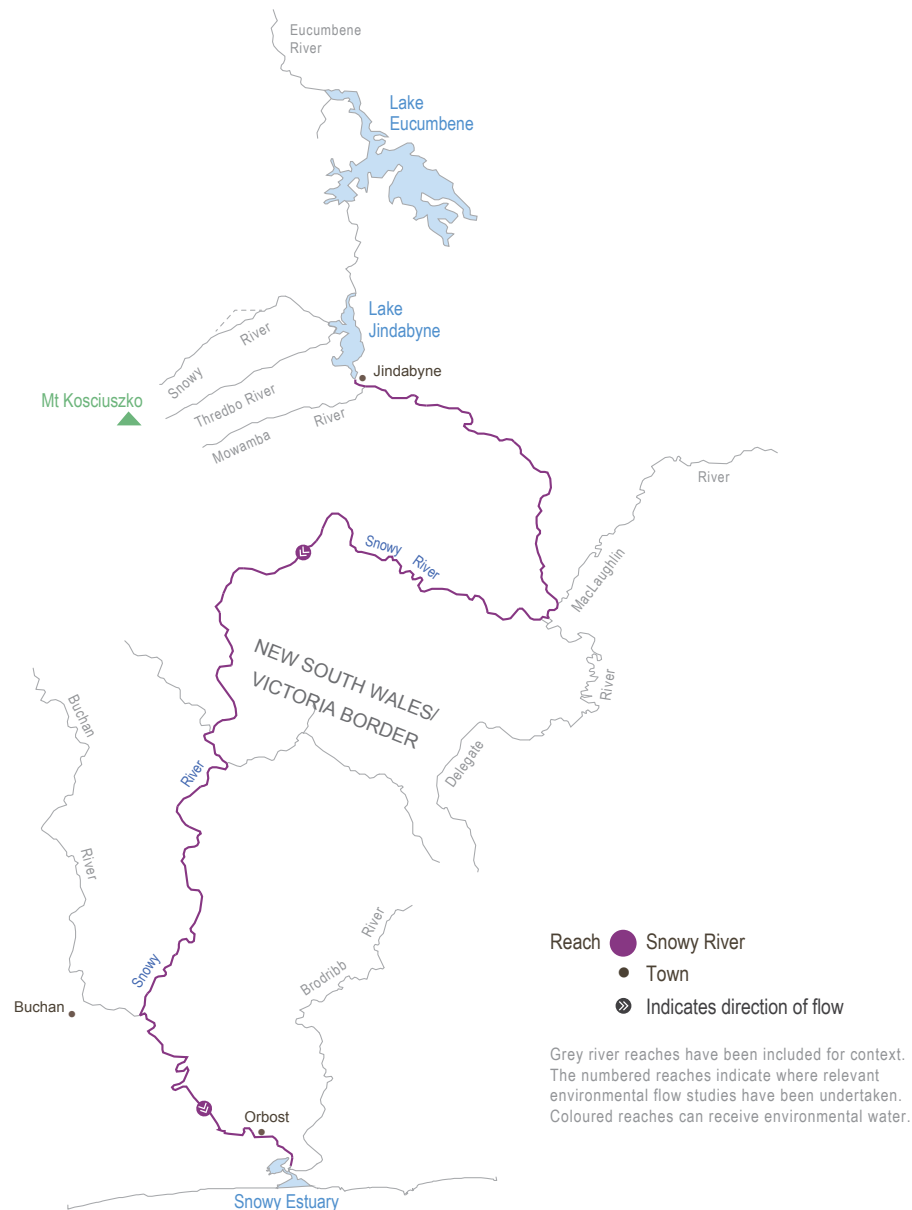 Eucumbene
River
Lake
Eucumbene
Lake
Jindabyne
Snowy River
Jindabyne
Mt Kosciuszko
Thredbo River
Mowamba River
River
MacLaughlin
Snowy River
NEW SOUTH WALES/
VICTORIA BORDER
River
Delegate
Buchan
River
River
Snowy
Buchan
River
Brodribb
Orbost
Snowy Estuary
Reach Snowy River
Town
Indicates direction of flow
Grey river reaches have been included for context.
The numbered reaches indicate where relevant
environmental flow studies have been undertaken.
Coloured reaches can receive environmental water.